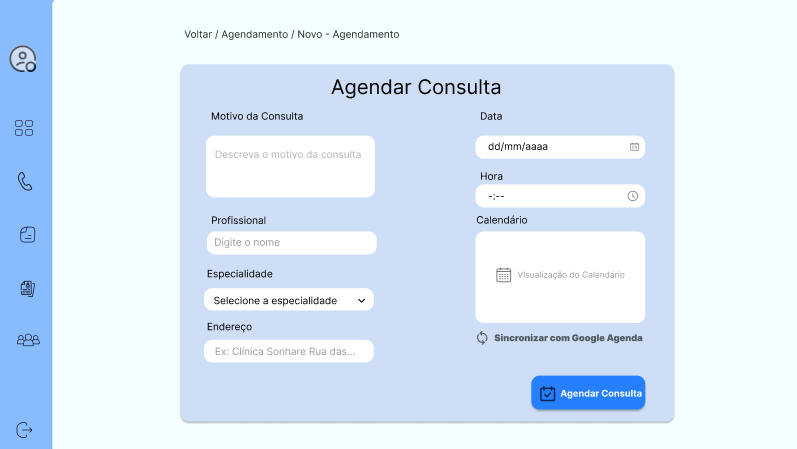 Voltar / Agendamento / Novo - Agendamento
Agendar Consulta
Motivo da Consulta
Descreva o motivo da consulta
Profissional
Digite o nome
Especialidade
Selecione a especialidade
Endereço
Ex: Clínica Sonhare Rua das...
Data
dd/mm/aaaa
Hora
-:--
Calendário
Visualização do Calendário
Sincronizar com Google Agenda
Agendar Consulta